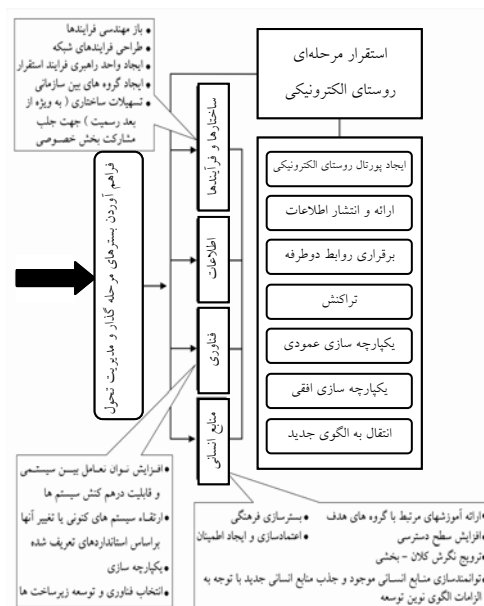 باز مهندسی فرایندها
طراحی فرایندهای شبکه
ایجاد واحد راهبری فرایند استقرار
ایجاد گروه های بین سازمانی
تسهیلات ساختاری ( به ویژه از
بعد رسمیت ) جهت جلب
مشارکت بخش خصوصی
استقرار مرحله‌ای
روستای الکترونیکی
ایجاد پورتال روستای الکترونیکی
ارائه و انتشار اطلاعات
برقراری روابط دوطرفه
تراکنش
یکپارچه سازی عمودی
یکپارچه سازی افقی
انتقال به الگوی جدید
ساختارها و فرآیندها
اطلاعات
فناوری
منابع انسانی
فراهم آوردن بسترهای مرحله گذار و مدیریت تحول
افزایش توان تعامل بین سیستمی
و قابلیت درهم کنش سیستم ها
ارتقاء سیستم های کنونی یا تغییر آنها
براساس استانداردهای تعریف شده
یکپارچه سازی
انتخاب فناوری و توسعه زیرساخت ها
ارائه آموزشهای مرتبط با گروه های هدف
افزایش سطح دسترسی
ترویج نگرش کلان - بخشی
توانمندسازی منابع انسانی موجود و جذب منابع انسانی جدید با توجه به
الزامات الگوی نوین توسعه
بسترسازی فرهنگی
اعتمادسازی و ایجاد اطمینان